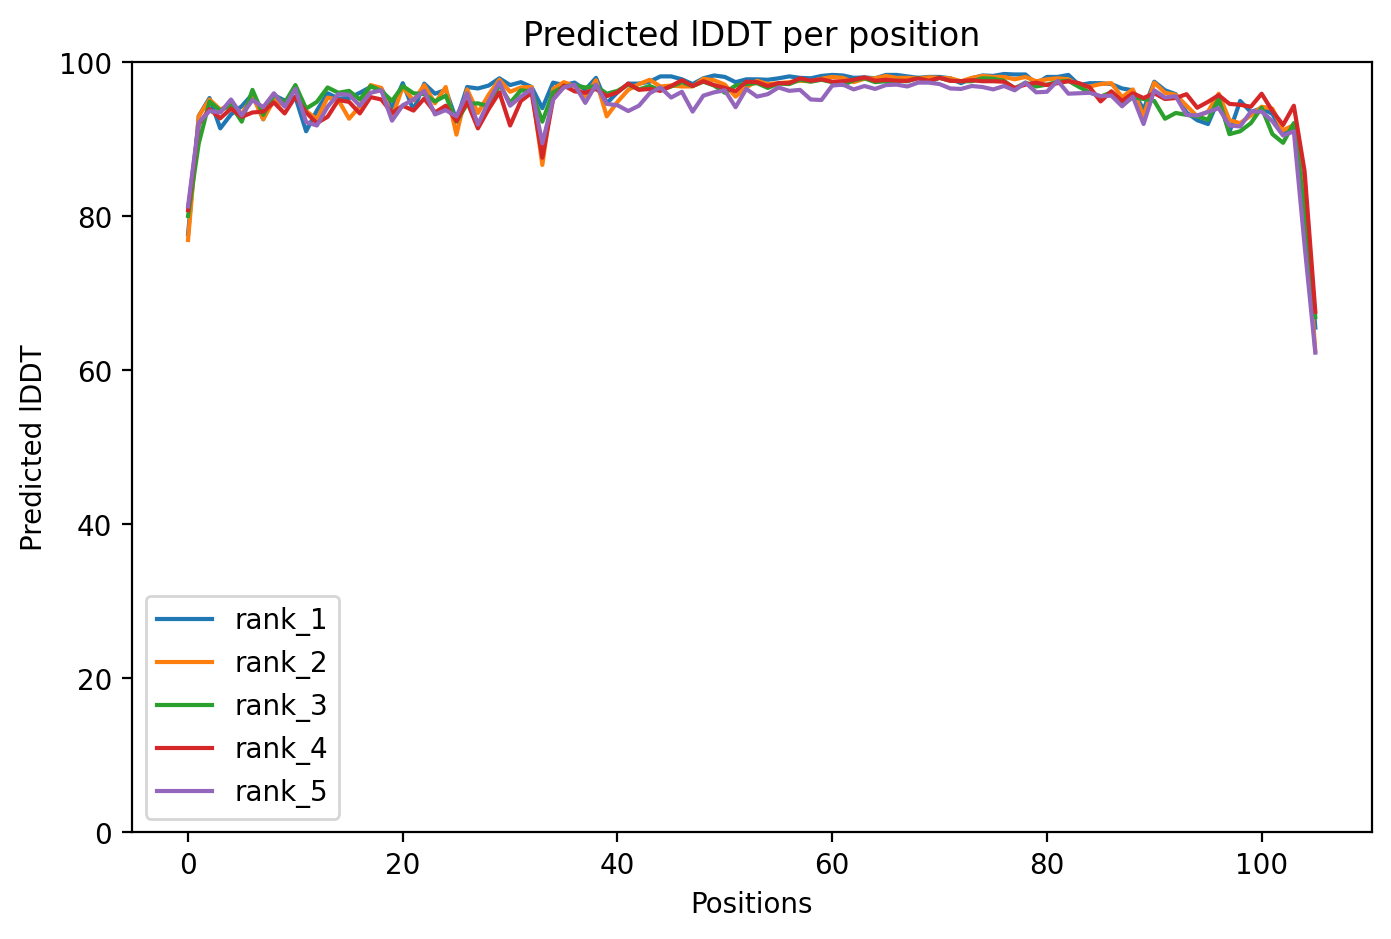 Predicted lDDT per position
100
80
60
40
20
0
Predicted lDDT
rank_1
rank_2
rank_3
rank_4
rank_5
0 20 40 60 80 100
Positions